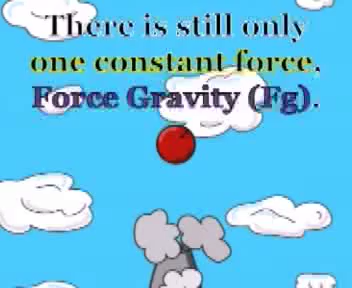 There is still only
one constant force,
Force Gravity (Fg).